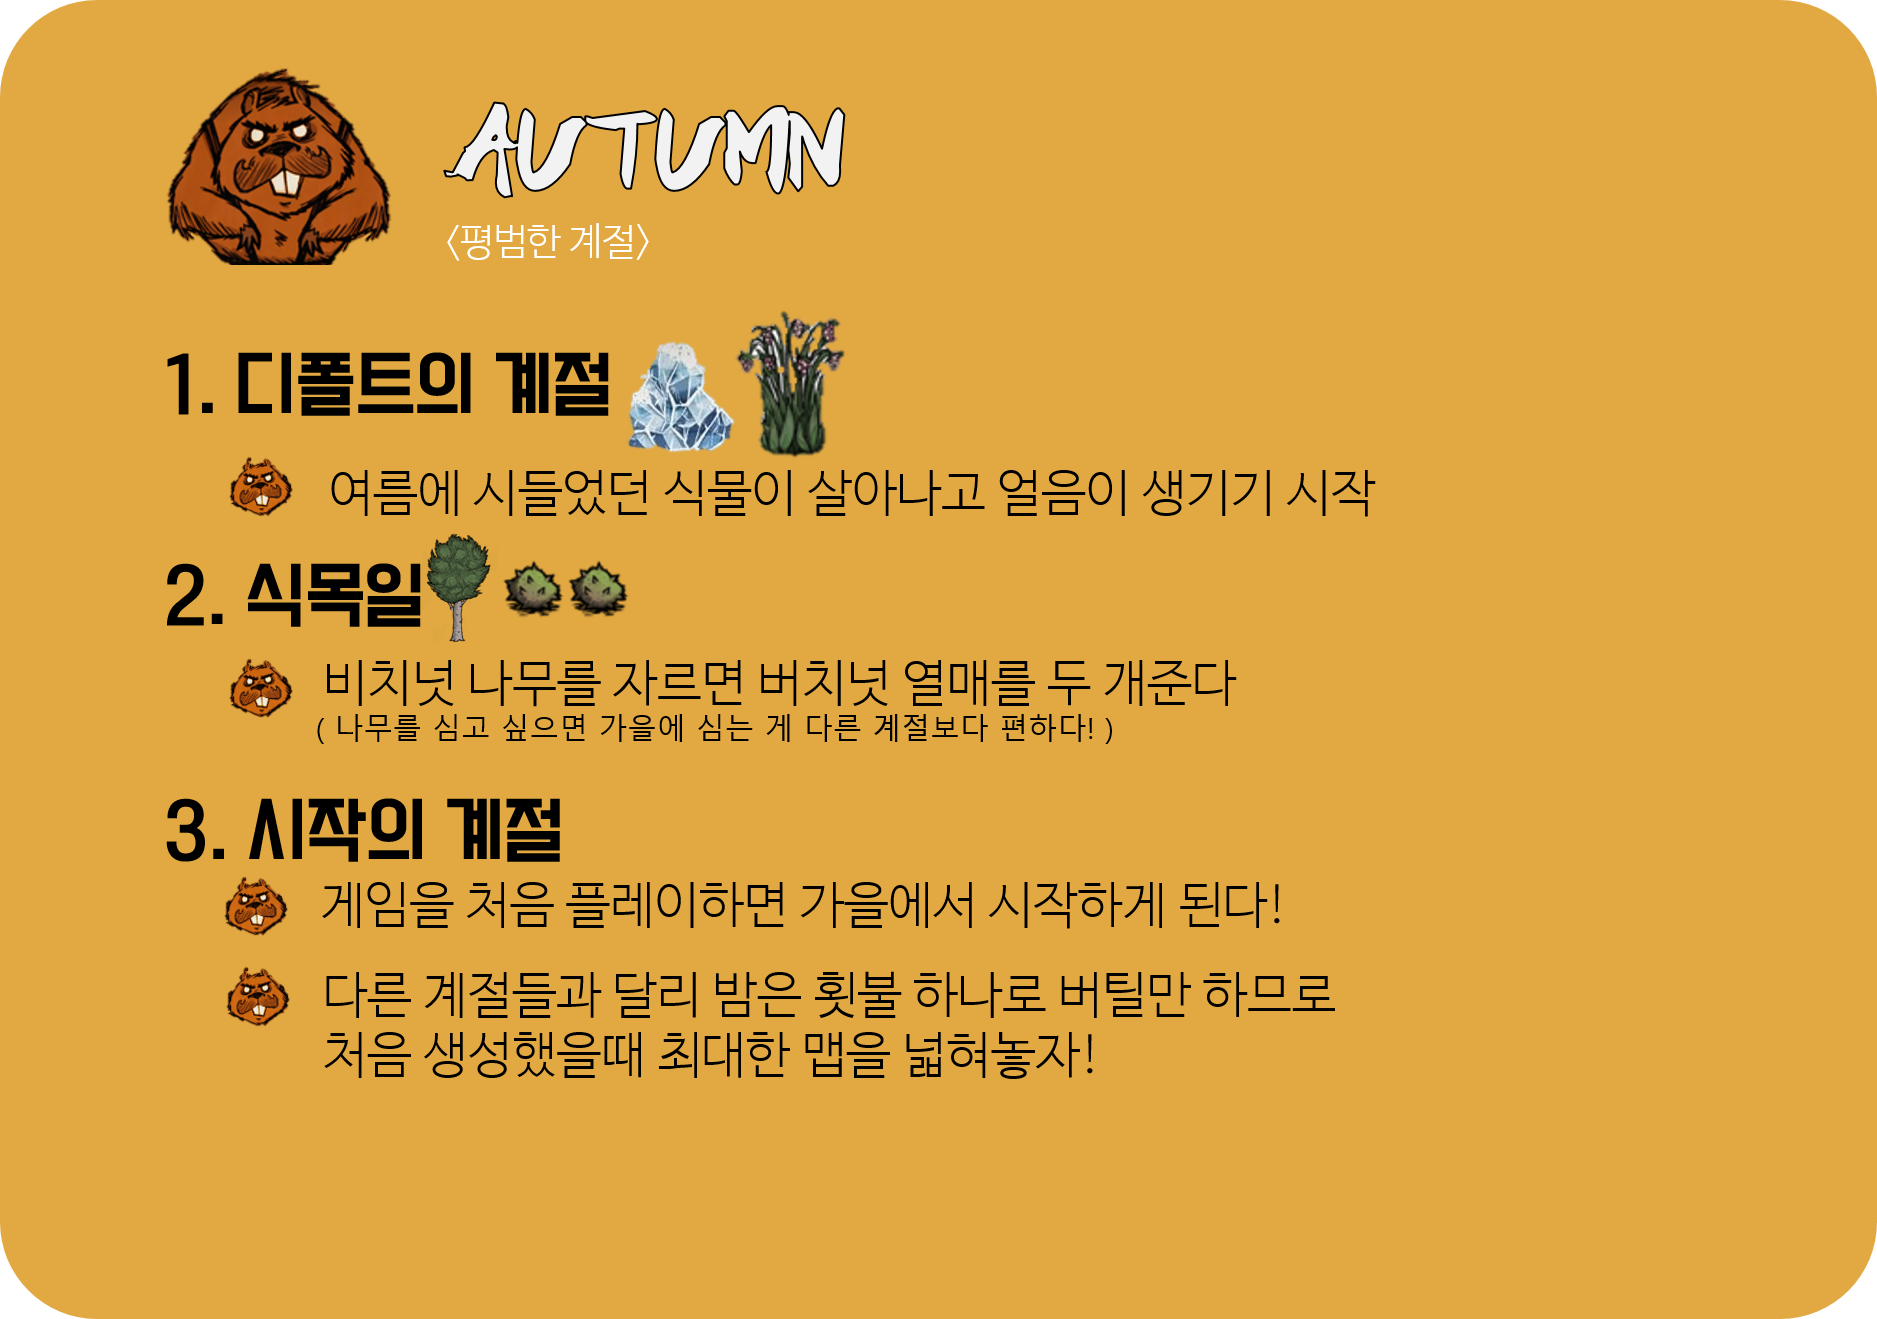 AUTUMN
<평범한 계절>
1. 디폴트의 계절
여름에 시들었던 식물이 살아나고 얼음이 생기기 시작
2. 식목일
비치넛 나무를 자르면 버치넛 열매를 두 개준다
( 나무를 심고 싶으면 가을에 심는 게 다른 계절보다 편하다! )
3. 시작의 계절
게임을 처음 플레이하면 가을에서 시작하게 된다!
다른 계절들과 달리 밤은 횟불 하나로 버틸만 하므로
처음 생성했을때 최대한 맵을 넓혀놓자!